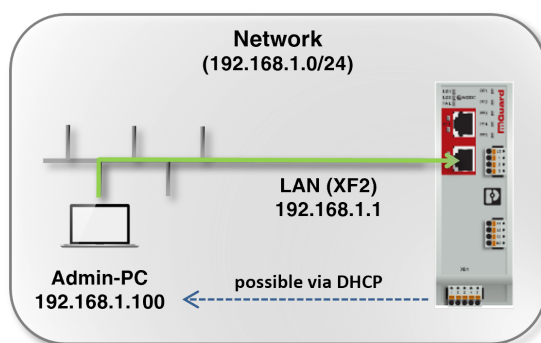 Network
(192.168.1.0/24)
mGuard
LAN (XF2)
192.168.1.1
Admin-PC
192.168.1.100
possible via DHCP
XD1